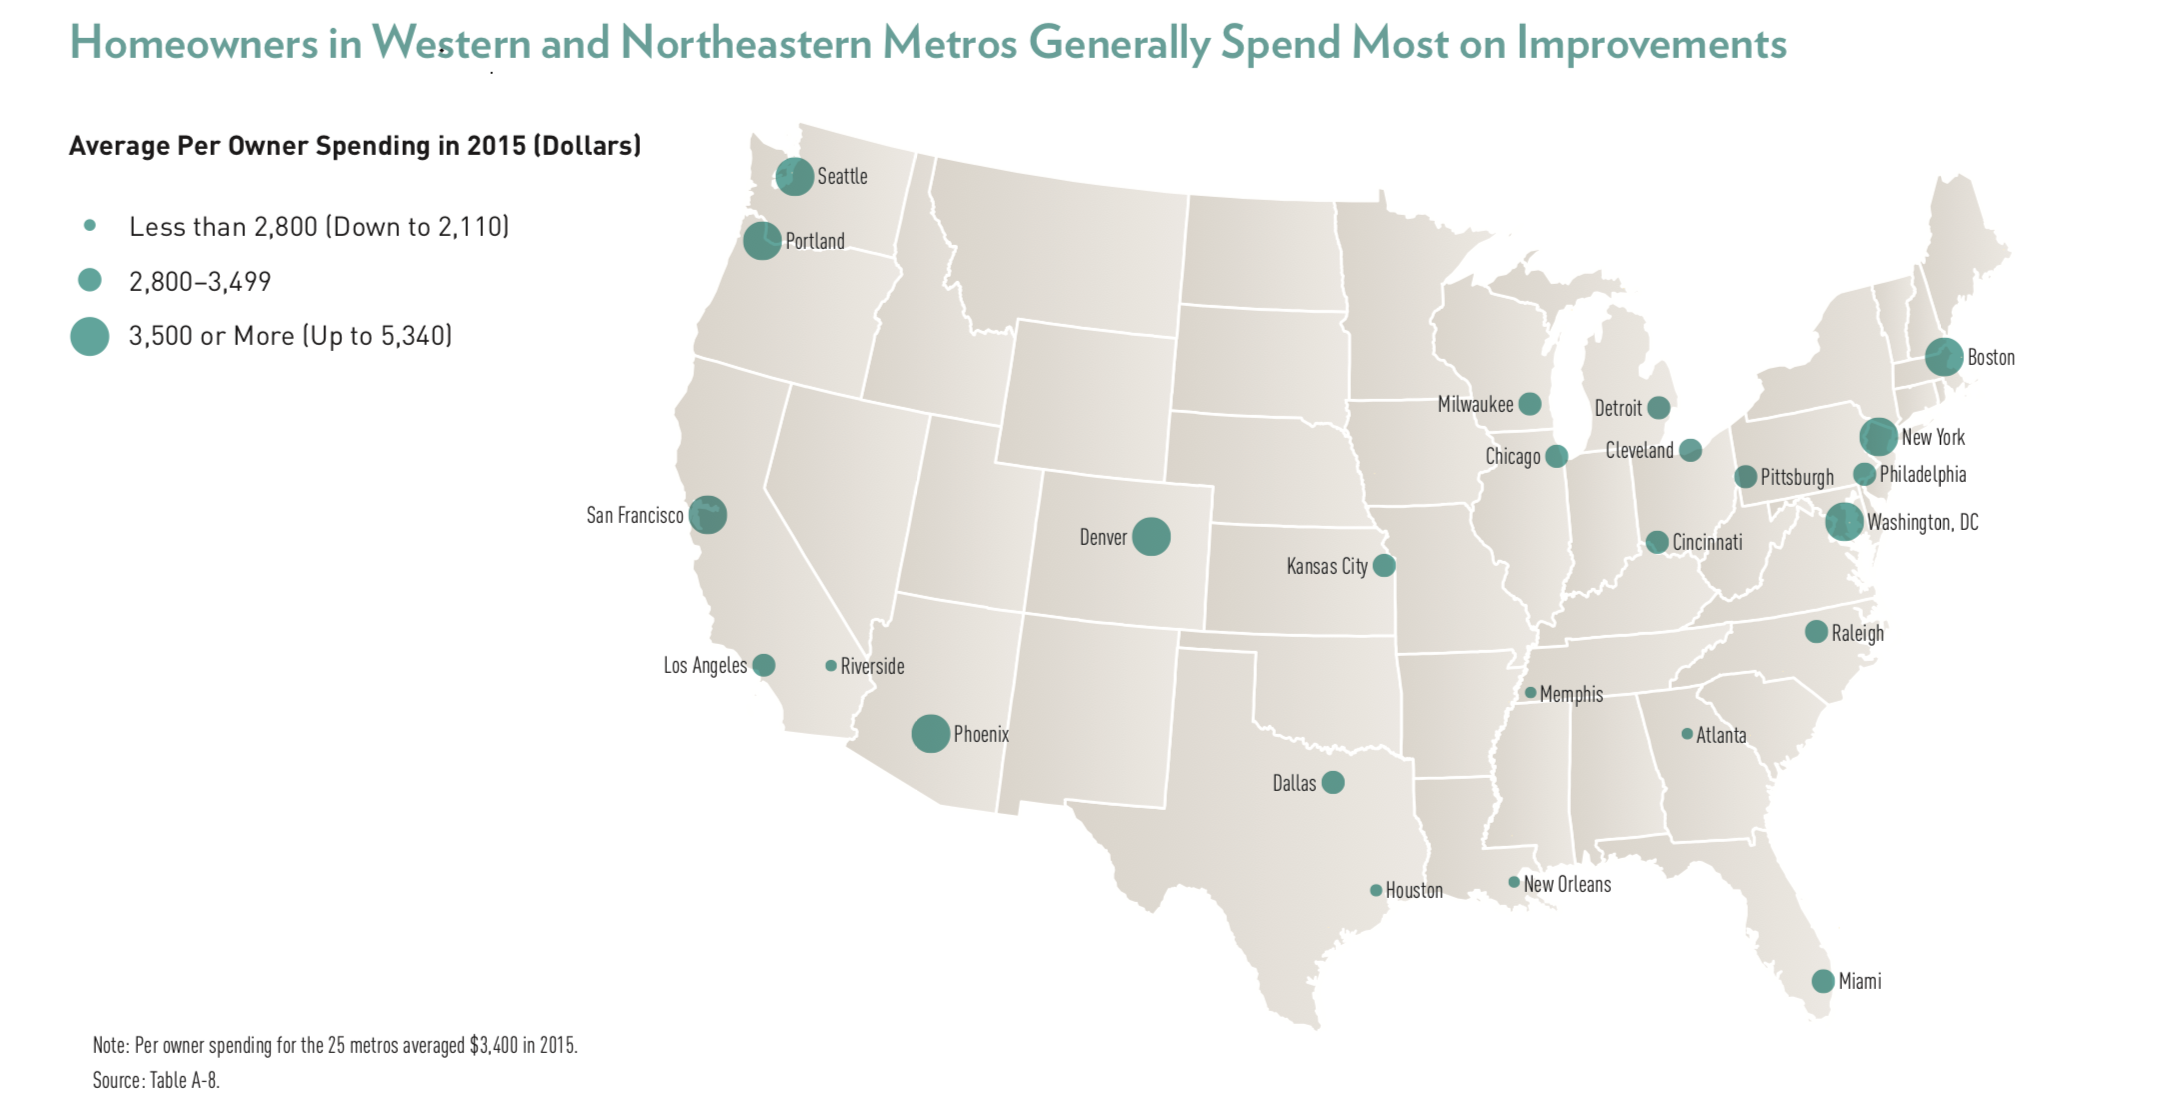 Homeowners in Western and Northeastern Metros Generally Spend Most on Improvements
Average Per Owner Spending in 2015 (Dollars)
Less than 2,800 (Down to 2,110)
2,800–3,499
3,500 or More (Up to 5,340)
Seattle
Portland
Boston
Milwaukee
Detroit
New York
Chicago
Cleveland
Pittsburgh
Philadelphia
San Francisco
Washington, DC
Denver
Cincinnati
Kansas City
Raleigh
Los Angeles
Riverside
Memphis
Phoenix
Atlanta
Dallas
Houston
New Orleans
Miami
Note: Per owner spending for the 25 metros averaged $3,400 in 2015.
Source: Table A-8.